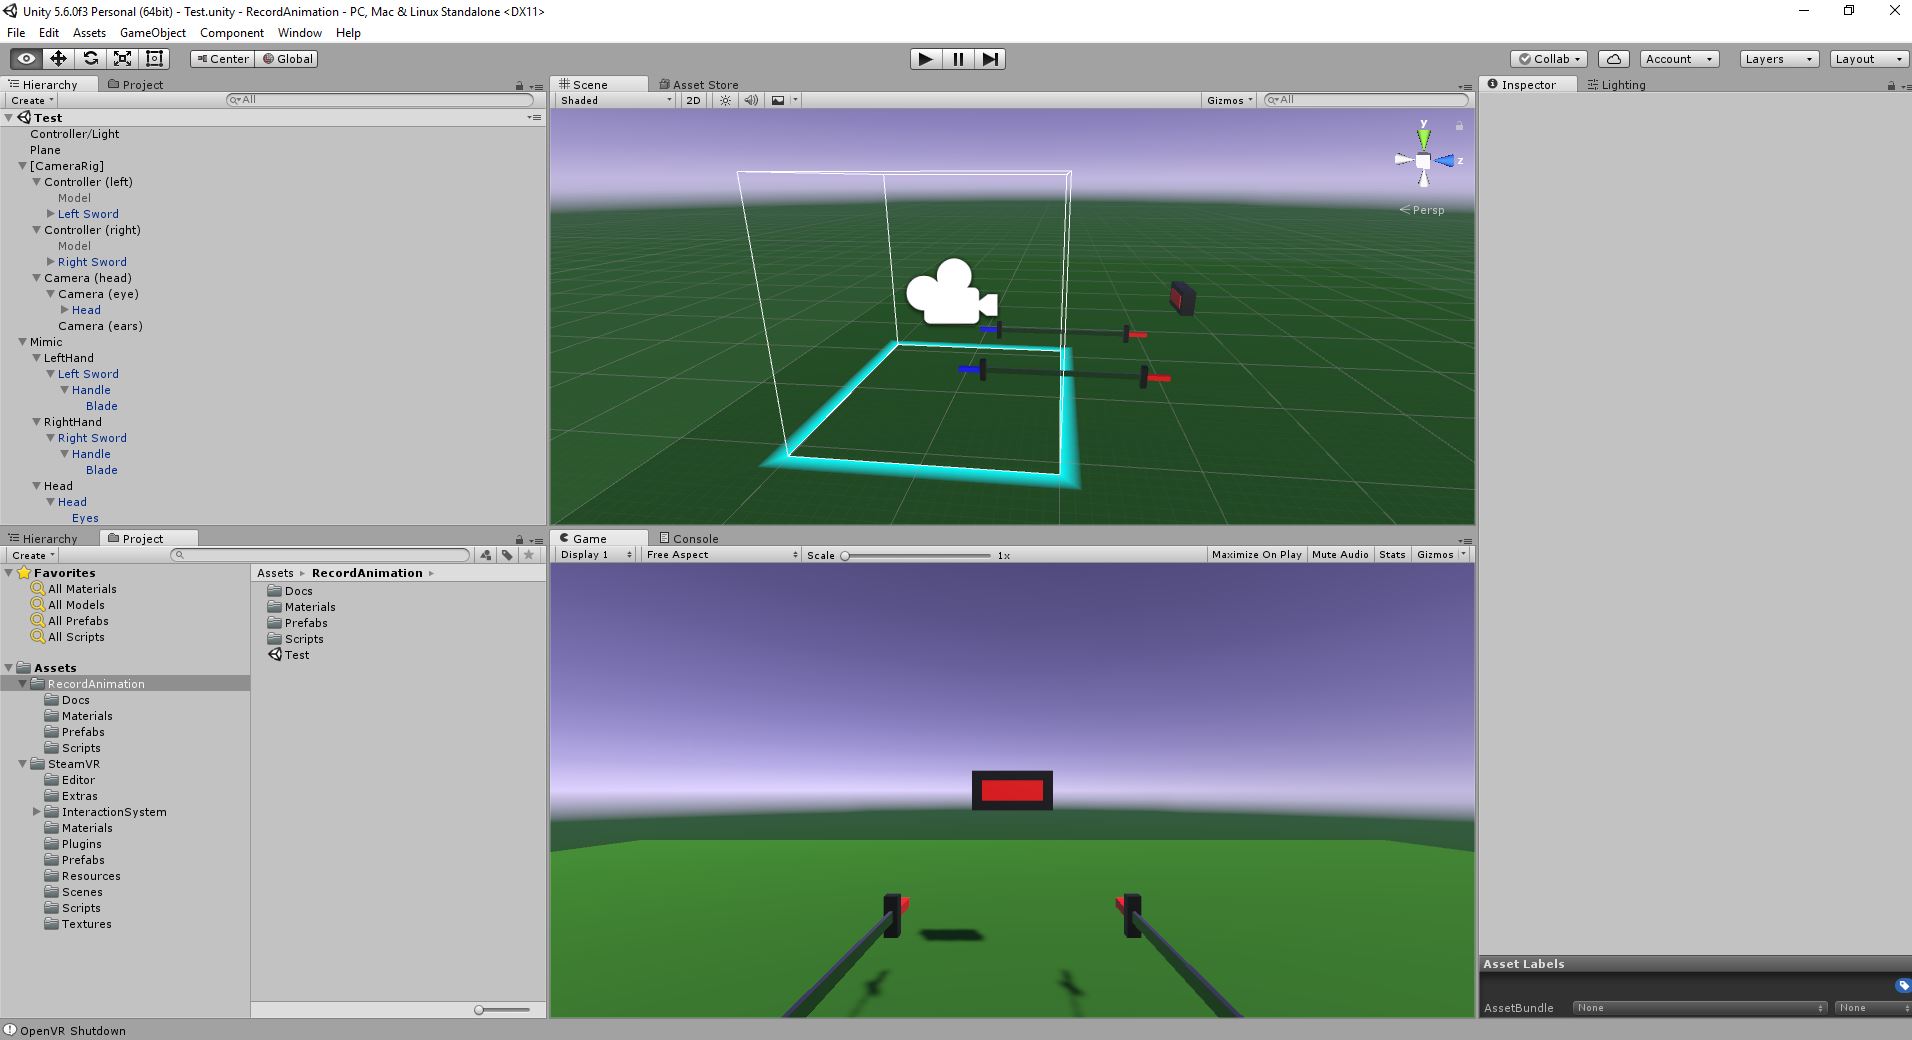 Unity 5.6.0f3 Personal (64bit) - Test.unity - RecordAnimation - PC, Mac & Linux Standalone <DX11>
File Edit Assets GameObject Component Window Help
Center Global Collab Account Layers Layout
Hierarchy Project
Create All
Test
Controller/Light
Plane
[CameraRig]
Controller (left)
Model
Left Sword
Controller (right)
Model
Right Sword
Camera (head)
Camera (eye)
Head
Camera (ears)
Mimic
LeftHand
Left Sword
Handle
Blade
RightHand
Right Sword
Handle
Blade
Head
Head
Eyes
Scene Asset Store
Shaded 2D Gizmos All
y
z
Persp
Inspector Lighting
Hierarchy Project
Create
Favorites
All Materials
All Models
All Prefabs
All Scripts
Assets
RecordAnimation
Docs
Materials
Prefabs
Scripts
SteamVR
Editor
Extras
InteractionSystem
Materials
Plugins
Prefabs
Resources
Scenes
Scripts
Textures
Assets RecordAnimation
Docs
Materials
Prefabs
Scripts
Test
Game Console
Display 1 Free Aspect Scale 1x Maximize On Play Mute Audio Stats Gizmos
Asset Labels
AssetBundle None None
OpenVR Shutdown